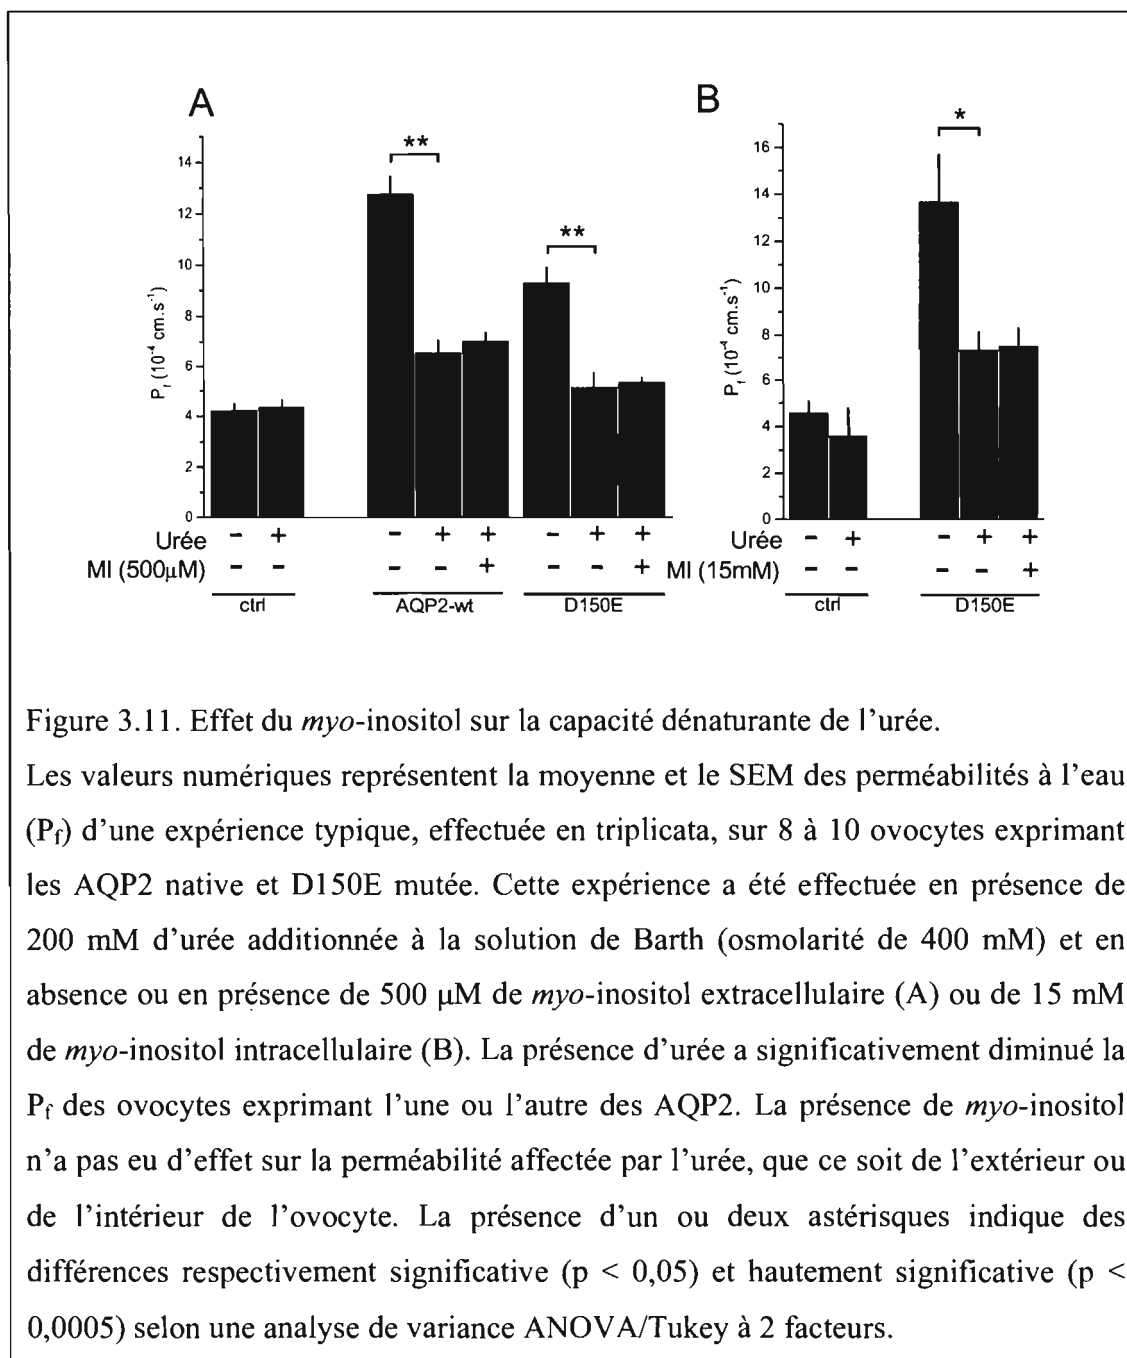 A
B
**
**
*
14
12
10
8
6
4
2
0
P_f (10^-4 cm.s^-1)
16
14
12
10
8
6
4
2
0
P_f (10^-4 cm.s^-1)
Urée - + - + + - + +
MI (500µM) - - - - + - - +
ctrl AQP2-wt D150E
Urée - + - + +
MI (15mM) - - - - +
ctrl D150E
Figure 3.11. Effet du myo-inositol sur la capacité dénaturante de l'urée.
Les valeurs numériques représentent la moyenne et le SEM des perméabilités à l'eau
(Pf) d'une expérience typique, effectuée en triplicata, sur 8 à 10 ovocytes exprimant
les AQP2 native et D150E mutée. Cette expérience a été effectuée en présence de
200 mM d'urée additionnée à la solution de Barth (osmolarité de 400 mM) et en
absence ou en présence de 500 µM de myo-inositol extracellulaire (A) ou de 15 mM
de myo-inositol intracellulaire (B). La présence d'urée a significativement diminué la
Pf des ovocytes exprimant l'une ou l'autre des AQP2. La présence de myo-inositol
n'a pas eu d'effet sur la perméabilité affectée par l'urée, que ce soit de l'extérieur ou
de l'intérieur de l'ovocyte. La présence d'un ou deux astérisques indique des
différences respectivement significative (p < 0,05) et hautement significative (p <
0,0005) selon une analyse de variance ANOVA/Tukey à 2 facteurs.